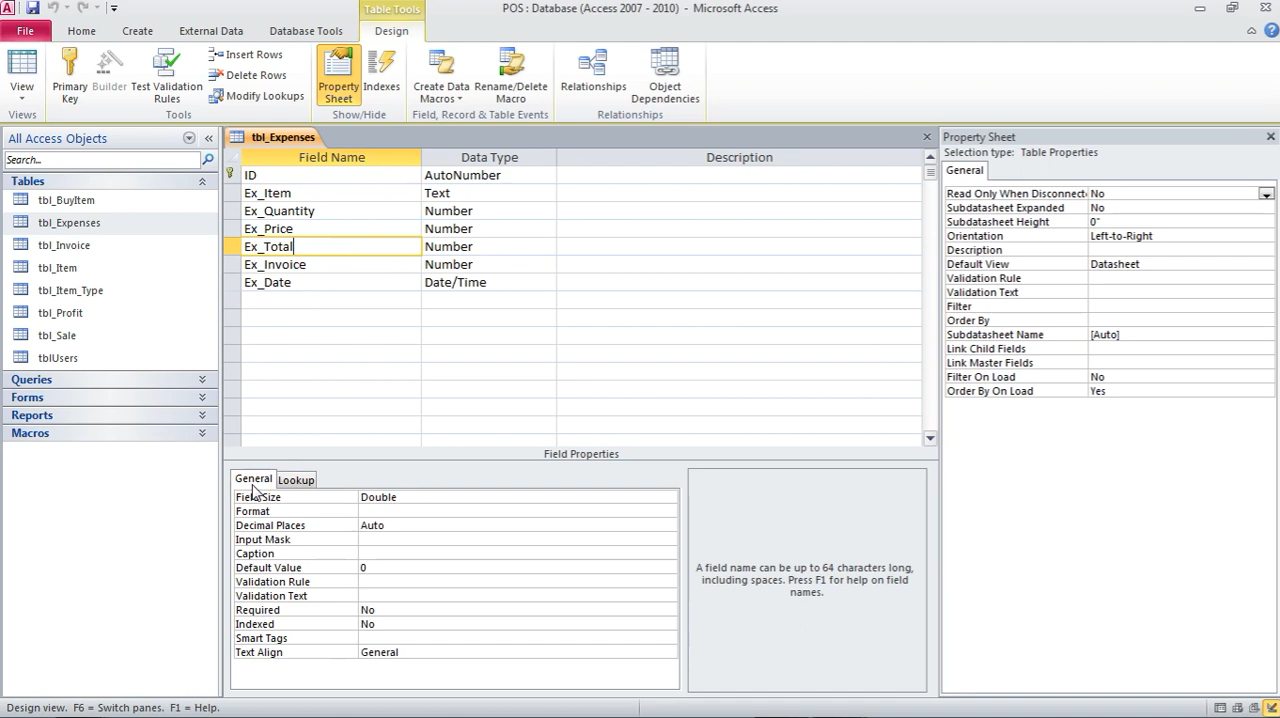 POS : Database (Access 2007 - 2010) - Microsoft Access
Table Tools
File Home Create External Data Database Tools Design
View
Primary Key
Builder
Test Validation Rules
Insert Rows
Delete Rows
Modify Lookups
Property Sheet
Indexes
Create Data Macros
Rename/Delete Macro
Relationships
Object Dependencies
Views Tools Show/Hide Field, Record & Table Events Relationships
All Access Objects
Search...
Tables
tbl_BuyItem
tbl_Expenses
tbl_Invoice
tbl_Item
tbl_Item_Type
tbl_Profit
tbl_Sale
tblUsers
Queries
Forms
Reports
Macros
tbl_Expenses
Field Name Data Type Description
ID AutoNumber
Ex_Item Text
Ex_Quantity Number
Ex_Price Number
Ex_Total Number
Ex_Invoice Number
Ex_Date Date/Time
Field Properties
General Lookup
Field Size Double
Format
Decimal Places Auto
Input Mask
Caption
Default Value 0
Validation Rule
Validation Text
Required No
Indexed No
Smart Tags
Text Align General
A field name can be up to 64 characters long,
including spaces. Press F1 for help on field
names.
Property Sheet
Selection type: Table Properties
General
Read Only When Disconnect No
Subdatasheet Expanded No
Subdatasheet Height 0"
Orientation Left-to-Right
Description
Default View Datasheet
Validation Rule
Validation Text
Filter
Order By
Subdatasheet Name [Auto]
Link Child Fields
Link Master Fields
Filter On Load No
Order By On Load Yes
Design view. F6 = Switch panes. F1 = Help.